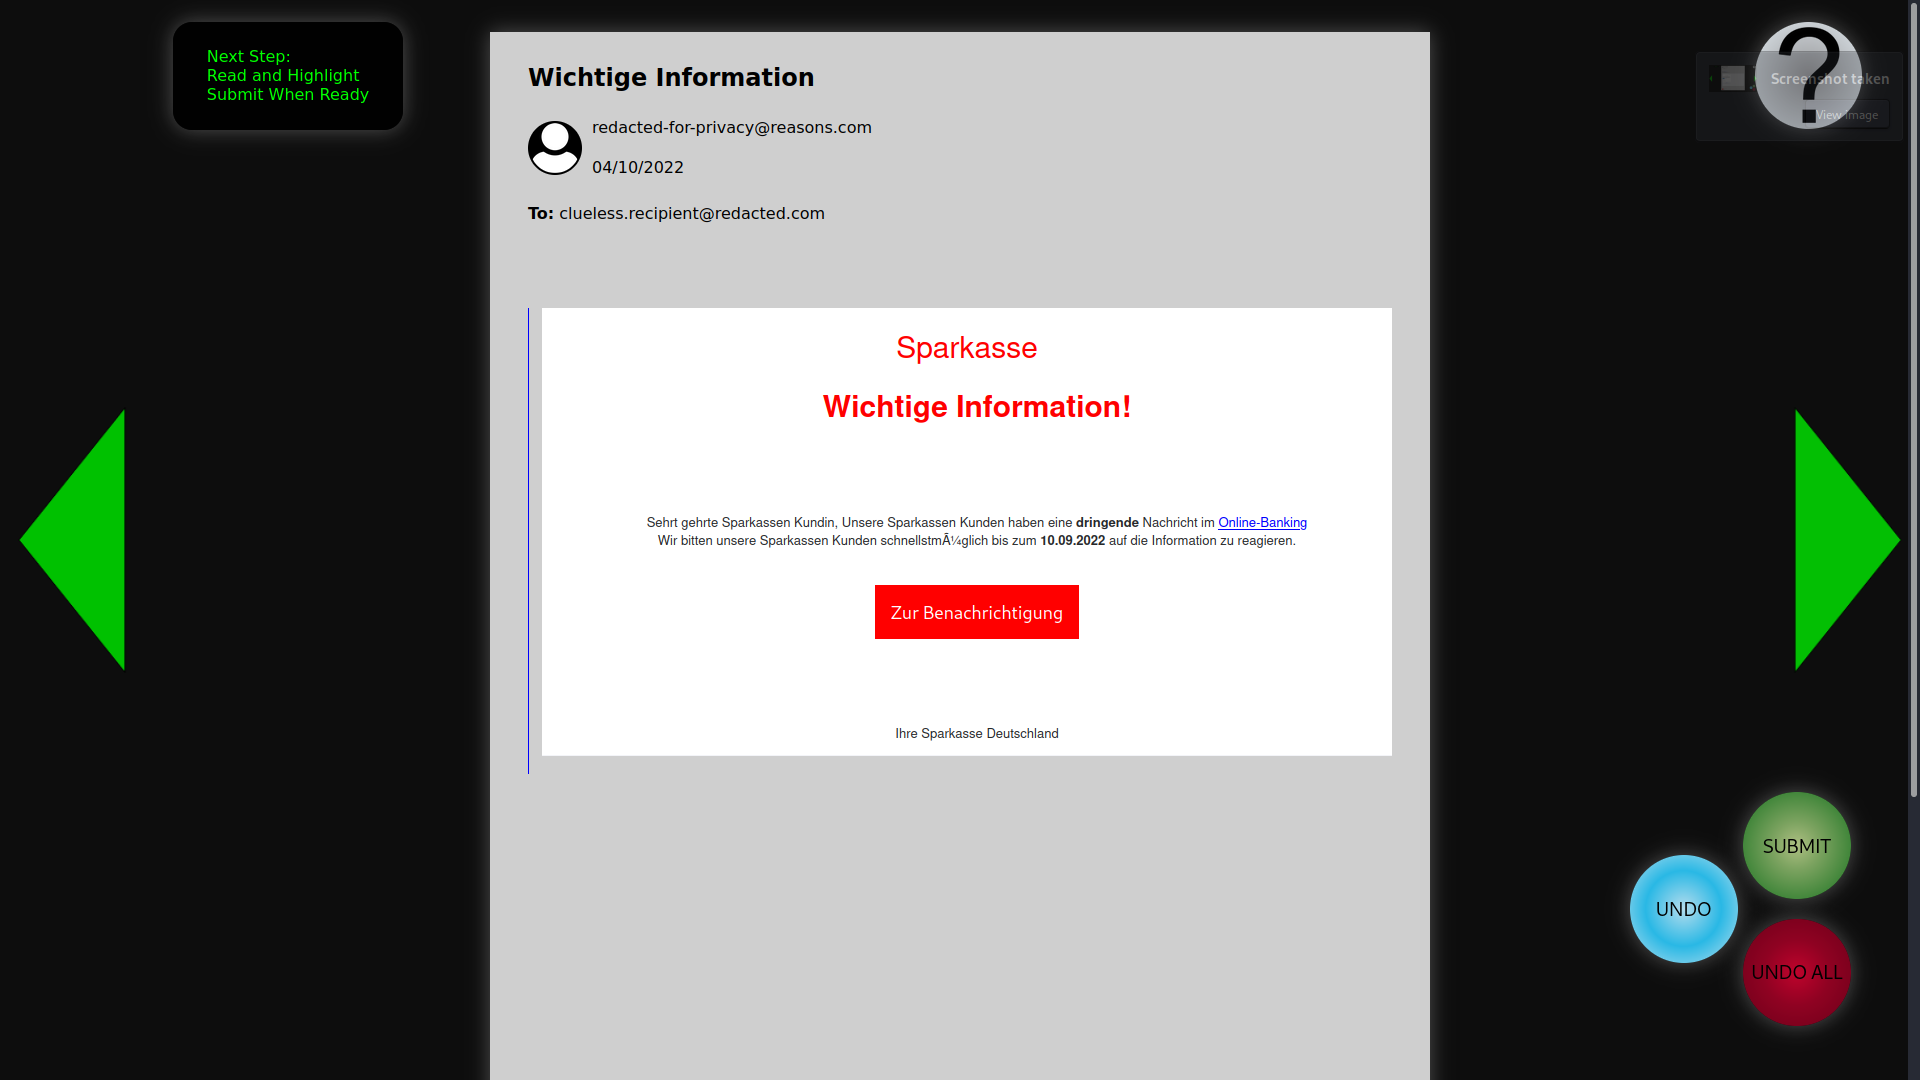 Next Step:
Read and Highlight
Submit When Ready
Wichtige Information
redacted-for-privacy@reasons.com
04/10/2022
To: clueless.recipient@redacted.com
?
Screenshot taken
View image
Sparkasse
Wichtige Information!
Sehrt gehrte Sparkassen Kundin, Unsere Sparkassen Kunden haben eine dringende Nachricht im Online-Banking
Wir bitten unsere Sparkassen Kunden schnellstmÃ¼glich bis zum 10.09.2022 auf die Information zu reagieren.
Zur Benachrichtigung
Ihre Sparkasse Deutschland
SUBMIT
UNDO
UNDO ALL